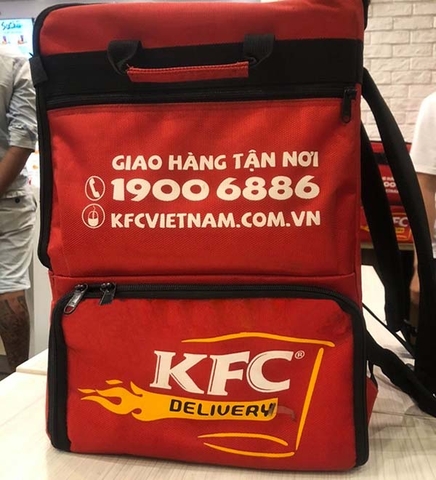 GIAO HÀNG TẬN NƠI
1900 6886
KFCVIETNAM.COM.VN
KFC®
DELIVERY